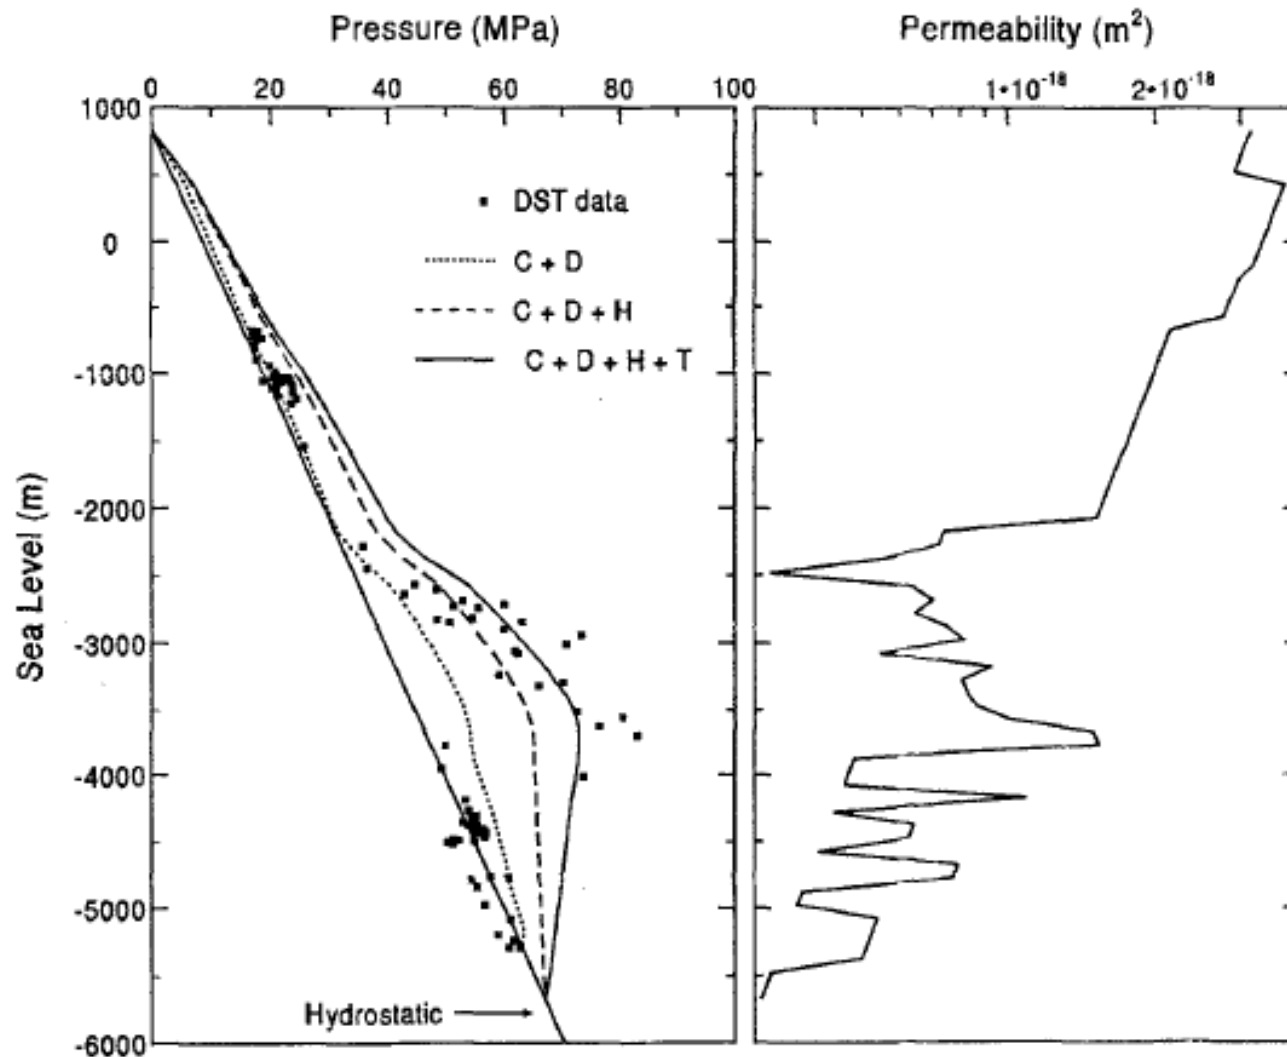 Pressure (MPa)
0 20 40 60 80 100
Sea Level (m)
1000
0
-1000
-2000
-3000
-4000
-5000
-6000
DST data
C + D
C + D + H
C + D + H + T
Hydrostatic
Permeability (m²)
1•10⁻¹⁸ 2•10⁻¹⁸